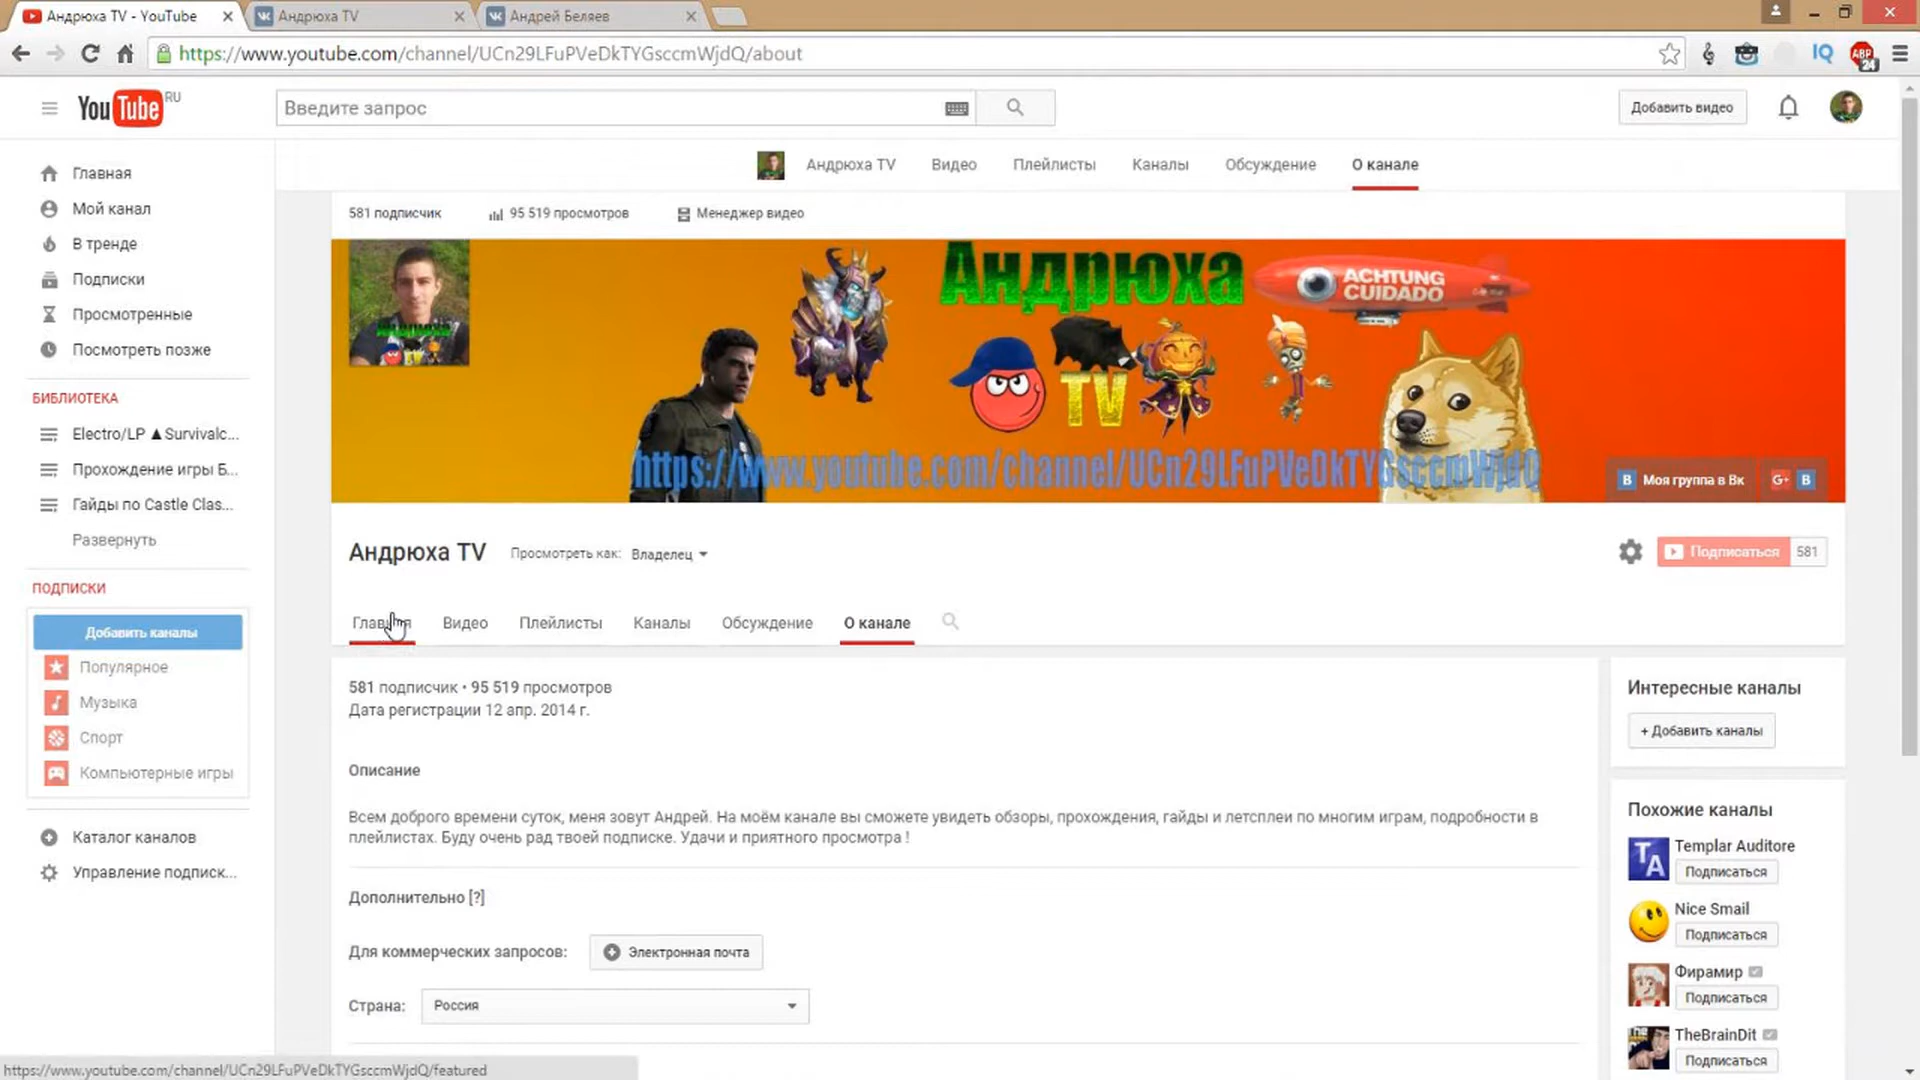 Андрюха TV - YouTube
Андрюха TV
Андрей Беляев
https://www.youtube.com/channel/UCn29LFuPVeDkTYGsccmWjdQ/about
ABP
24
YouTube RU
Введите запрос
Добавить видео
Главная
Мой канал
В тренде
Подписки
Просмотренные
Посмотреть позже
БИБЛИОТЕКА
Electro/LP ▲Survivalc...
Прохождение игры Б...
Гайды по Castle Clas...
Развернуть
ПОДПИСКИ
Добавить каналы
Популярное
Музыка
Спорт
Компьютерные игры
Каталог каналов
Управление подписк...
Андрюха TV Видео Плейлисты Каналы Обсуждение О канале
581 подписчик 95 519 просмотров Менеджер видео
Андрюха
TV
ACHTUNG
CUIDADO
https://www.youtube.com/channel/UCn29LFuPVeDkTYGsccmWjdQ
Моя группа в Вк
Андрюха TV Просмотреть как: Владелец
Подписаться 581
Главная Видео Плейлисты Каналы Обсуждение О канале
581 подписчик • 95 519 просмотров
Дата регистрации 12 апр. 2014 г.
Описание
Всем доброго времени суток, меня зовут Андрей. На моём канале вы сможете увидеть обзоры, прохождения, гайды и летсплеи по многим играм, подробности в
плейлистах. Буду очень рад твоей подписке. Удачи и приятного просмотра !
Дополнительно [?]
Для коммерческих запросов: Электронная почта
Страна: Россия
Интересные каналы
+ Добавить каналы
Похожие каналы
Templar Auditore
Подписаться
Nice Smail
Подписаться
Фирамир
Подписаться
TheBrainDit
Подписаться
https://www.youtube.com/channel/UCn29LFuPVeDkTYGsccmWjdQ/featured